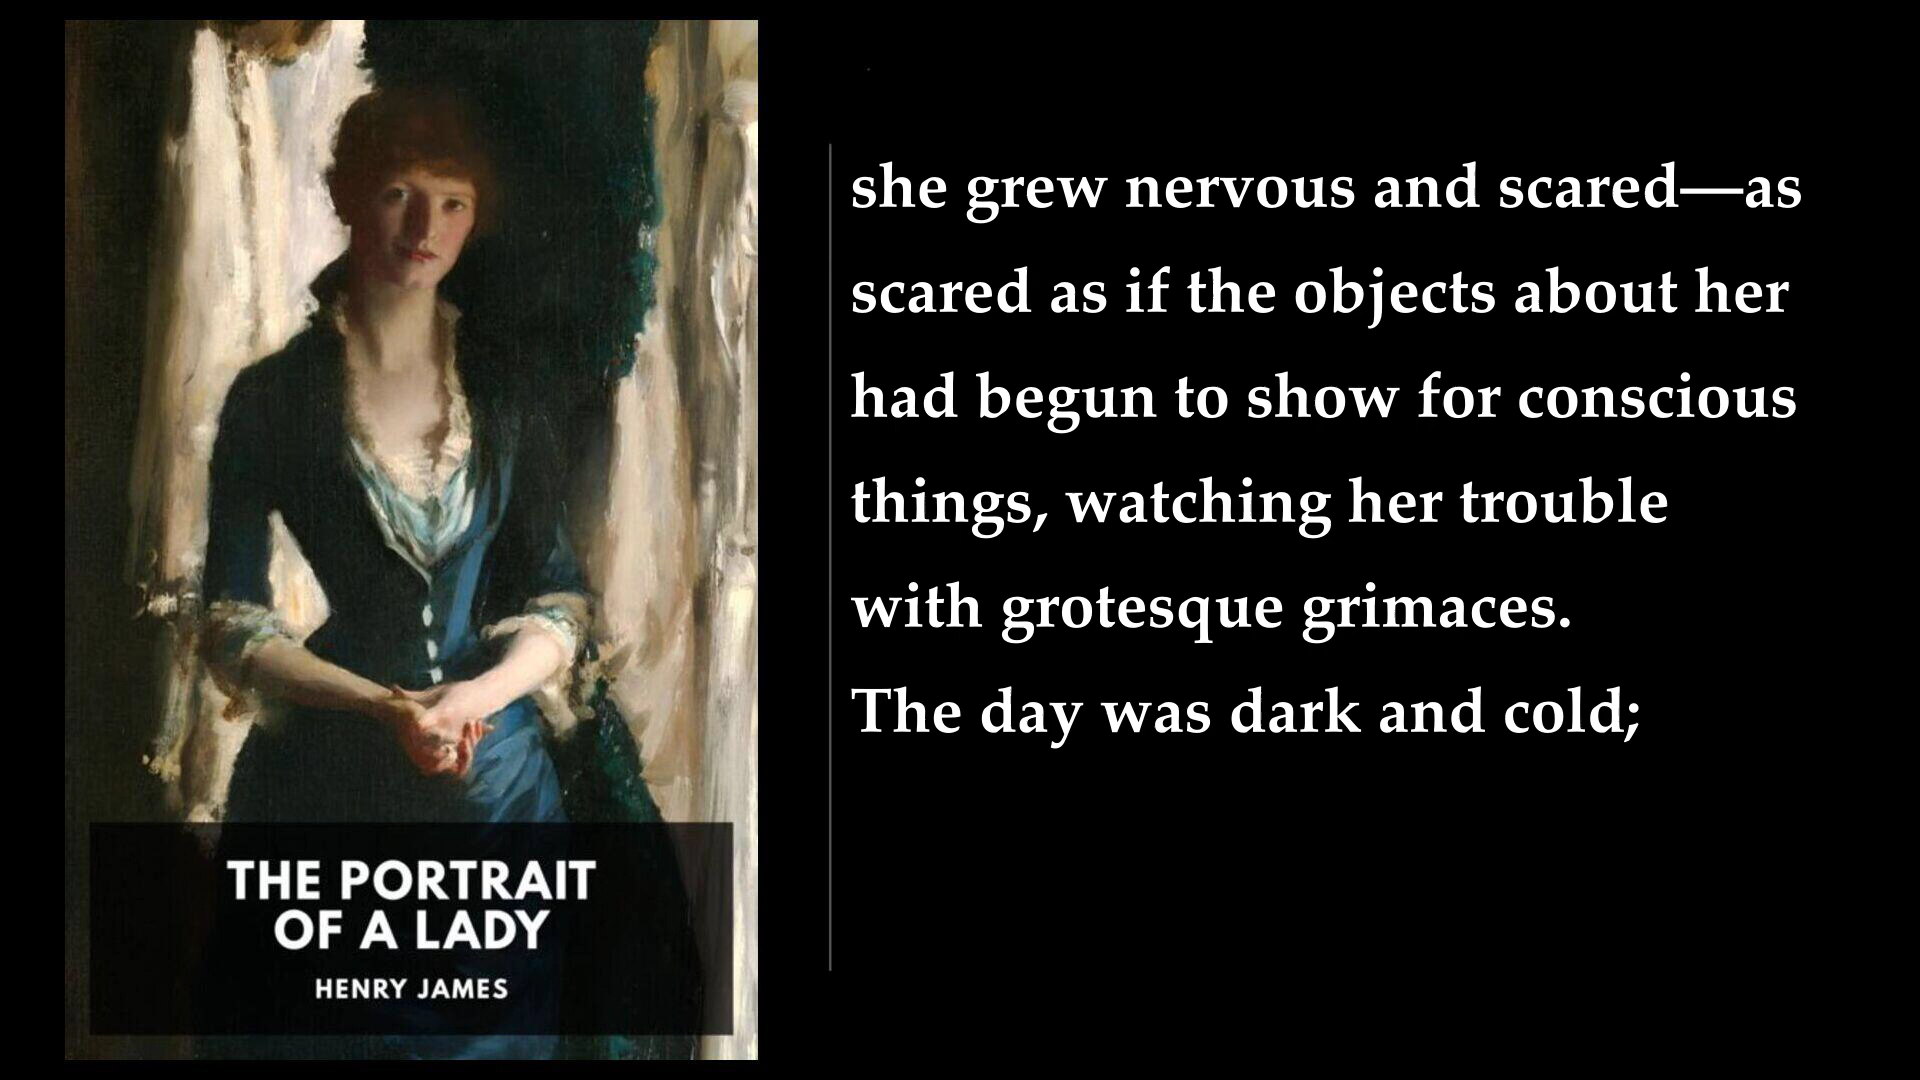 THE PORTRAIT
OF A LADY
HENRY JAMES
she grew nervous and scared—as
scared as if the objects about her
had begun to show for conscious
things, watching her trouble
with grotesque grimaces.
The day was dark and cold;